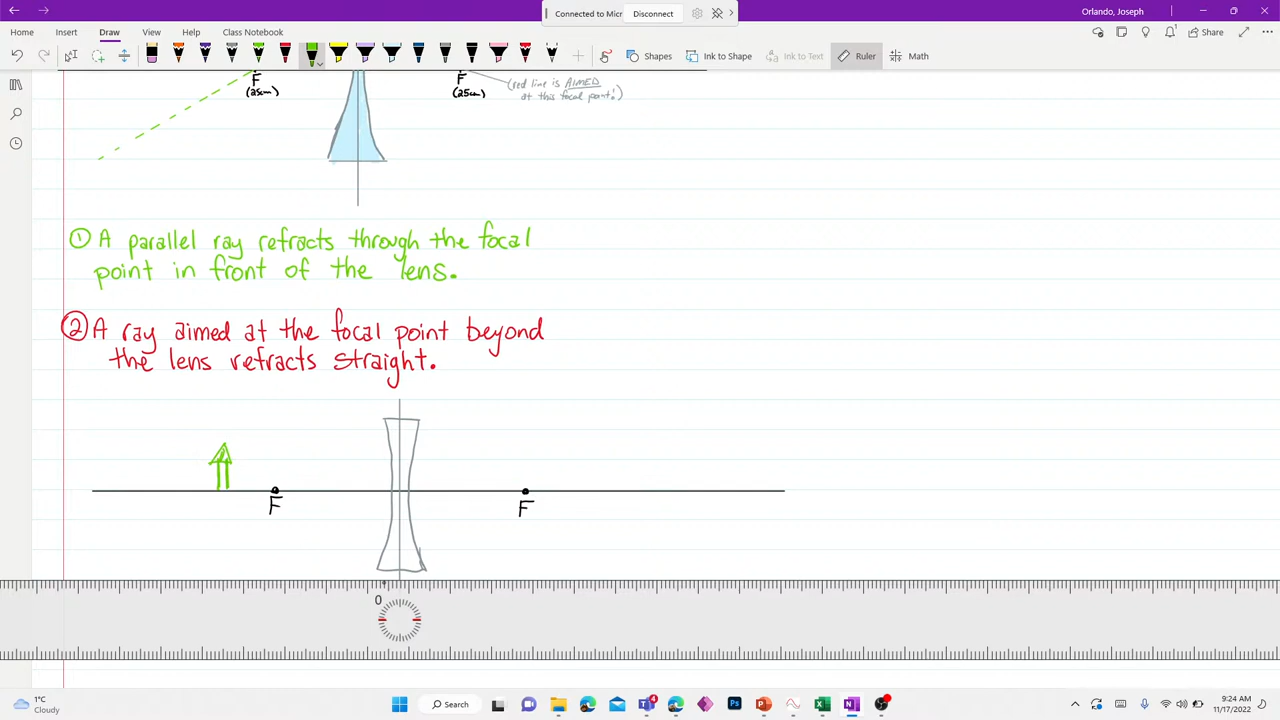 Connected to Micr
Disconnect
Orlando, Joseph
Home
Insert
Draw
View
Help
Class Notebook
Share
Shapes
Ink to Shape
Ink to Text
Ruler
Math
F
(25cm)
F
(25cm)
(red line is AIMED
at this focal point!)
① A parallel ray refracts through the focal
point in front of the lens.
② A ray aimed at the focal point beyond
the lens refracts straight.
F
F
0
1°C
Cloudy
Search
4
9:24 AM
11/17/2022